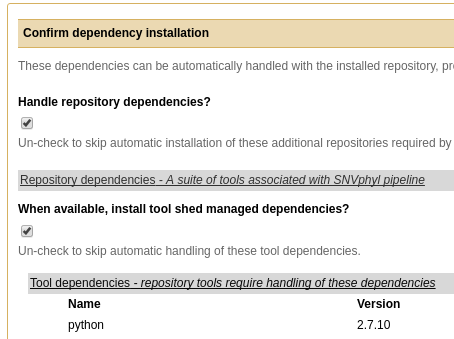 Confirm dependency installation
These dependencies can be automatically handled with the installed repository, pr
Handle repository dependencies?
Un-check to skip automatic installation of these additional repositories required by
Repository dependencies - A suite of tools associated with SNVphyl pipeline
When available, install tool shed managed dependencies?
Un-check to skip automatic handling of these tool dependencies.
Tool dependencies - repository tools require handling of these dependencies
Name Version
python 2.7.10